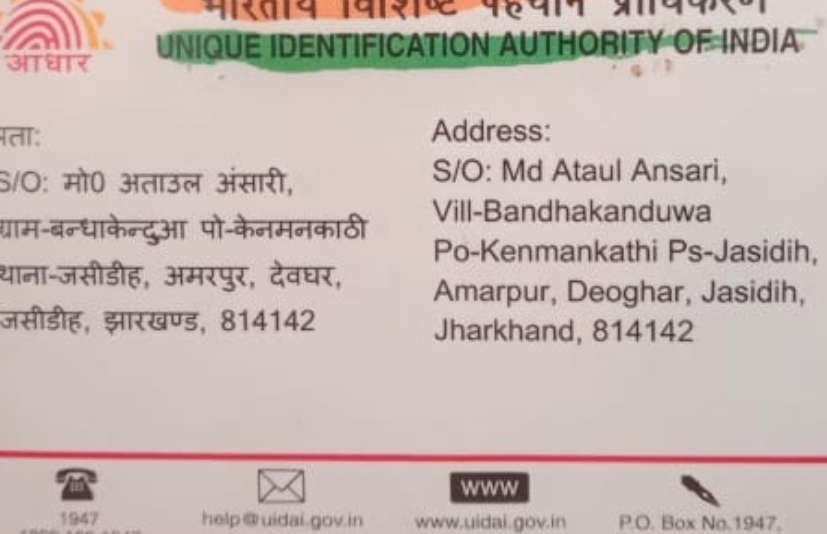 भारतीय विशिष्ट पहचान प्राधिकरण
UNIQUE IDENTIFICATION AUTHORITY OF INDIA
आधार
पता:
S/O: मो0 अताउल अंसारी,
ग्राम-बन्धाकेन्दुआ पो-केनमनकाठी
थाना-जसीडीह, अमरपुर, देवघर,
जसीडीह, झारखण्ड, 814142
Address:
S/O: Md Ataul Ansari,
Vill-Bandhakanduwa
Po-Kenmankathi Ps-Jasidih,
Amarpur, Deoghar, Jasidih,
Jharkhand, 814142
1947
help@uidai.gov.in
WWW
www.uidai.gov.in
P.O. Box No.1947,